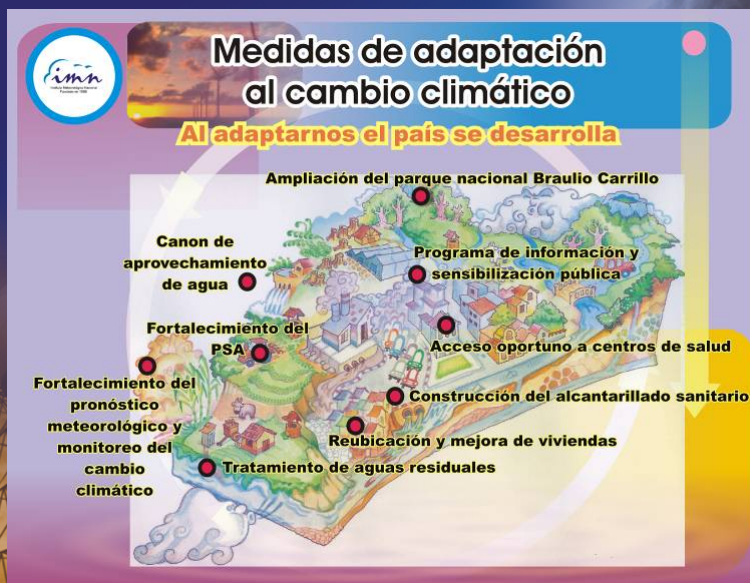 imn
Instituto Meteorológico Nacional
Medidas de adaptación
al cambio climático
Al adaptarnos el país se desarrolla
Ampliación del parque nacional Braulio Carrillo
Canon de
aprovechamiento
de agua
Programa de información y
sensibilización pública
Fortalecimiento del
PSA
Acceso oportuno a centros de salud
Fortalecimiento del
pronóstico
meteorológico y
monitoreo del
cambio
climático
Construcción del alcantarillado sanitario
Reubicación y mejora de viviendas
Tratamiento de aguas residuales